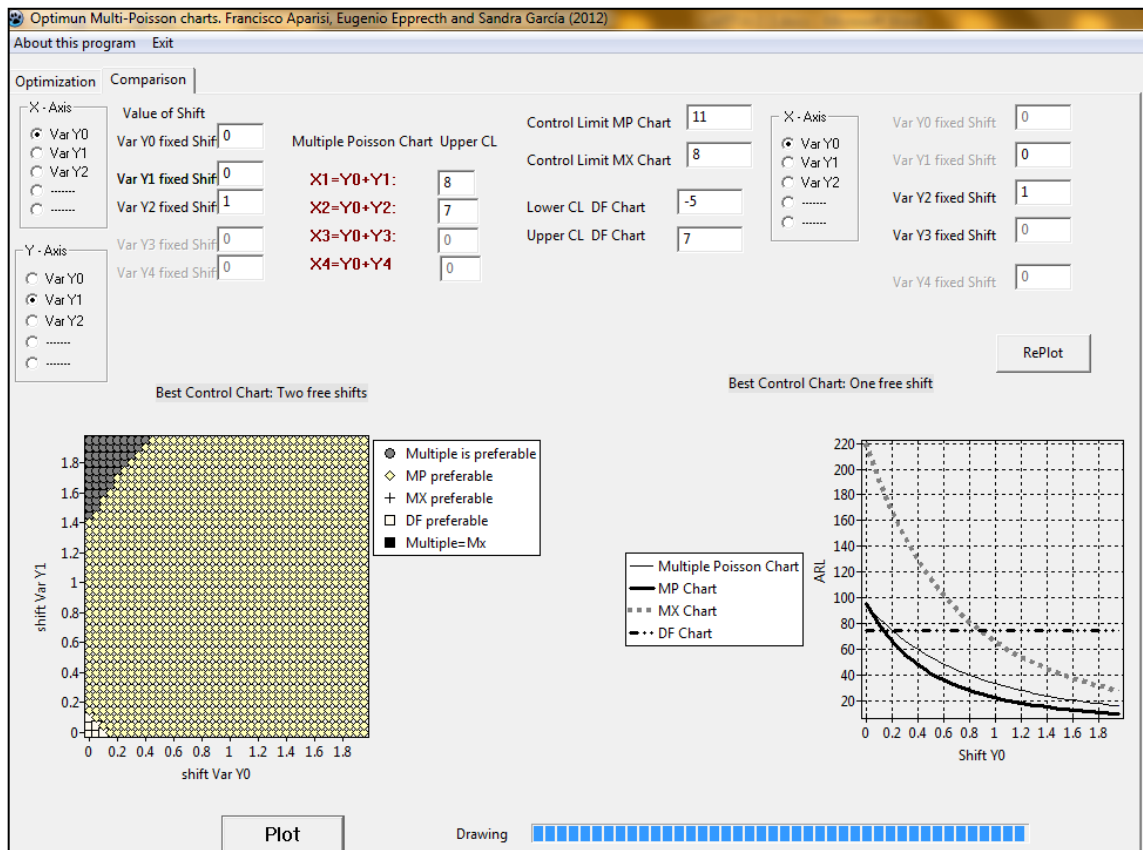 Optimun Multi-Poisson charts. Francisco Aparisi, Eugenio Epprecth and Sandra García (2012)
About this program Exit
Optimization Comparison
X - Axis
Var Y0
Var Y1
Var Y2
-------
-------
Y - Axis
Var Y0
Var Y1
Var Y2
-------
-------
Value of Shift
Var Y0 fixed Shift 0
Var Y1 fixed Shift 0
Var Y2 fixed Shift 1
Var Y3 fixed Shift 0
Var Y4 fixed Shift 0
Multiple Poisson Chart Upper CL
X1=Y0+Y1: 8
X2=Y0+Y2: 7
X3=Y0+Y3: 0
X4=Y0+Y4 0
Control Limit MP Chart 11
Control Limit MX Chart 8
Lower CL DF Chart -5
Upper CL DF Chart 7
X - Axis
Var Y0
Var Y1
Var Y2
-------
-------
Var Y0 fixed Shift 0
Var Y1 fixed Shift 0
Var Y2 fixed Shift 1
Var Y3 fixed Shift 0
Var Y4 fixed Shift 0
RePlot
Best Control Chart: Two free shifts
shift Var Y1
1.8
1.6
1.4
1.2
1
0.8
0.6
0.4
0.2
0
0 0.2 0.4 0.6 0.8 1 1.2 1.4 1.6 1.8
shift Var Y0
Multiple is preferable
MP preferable
MX preferable
DF preferable
Multiple=Mx
Best Control Chart: One free shift
Multiple Poisson Chart
MP Chart
MX Chart
DF Chart
ARL
220
200
180
160
140
120
100
80
60
40
20
0 0.2 0.4 0.6 0.8 1 1.2 1.4 1.6 1.8
Shift Y0
Plot
Drawing